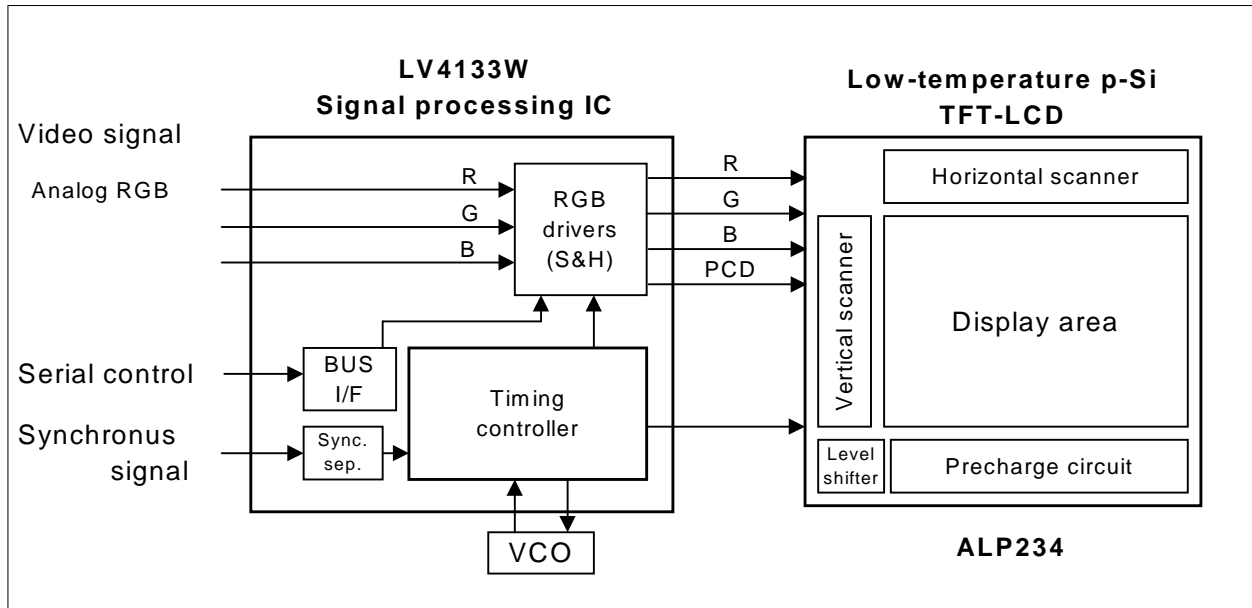 LV4133W
Signal processing IC
Low-temperature p-Si
TFT-LCD
Video signal
Analog RGB
R
G
B
RGB
drivers
(S&H)
R
G
B
PCD
Horizontal scanner
Vertical scanner
Display area
Serial control
BUS
I/F
Timing
controller
Synchronus
signal
Sync.
sep.
Level
shifter
Precharge circuit
VCO
ALP234